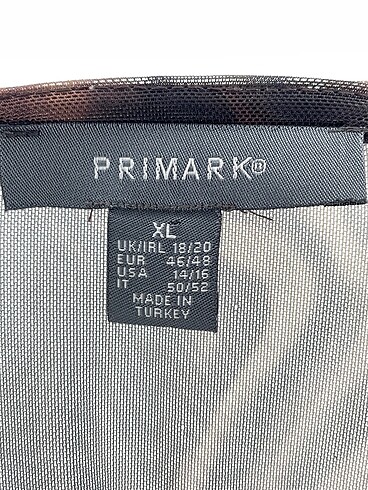 PRIMARK®
XL
UK/IRL 18/20
EUR 46/48
USA 14/16
IT 50/52
MADE IN
TURKEY